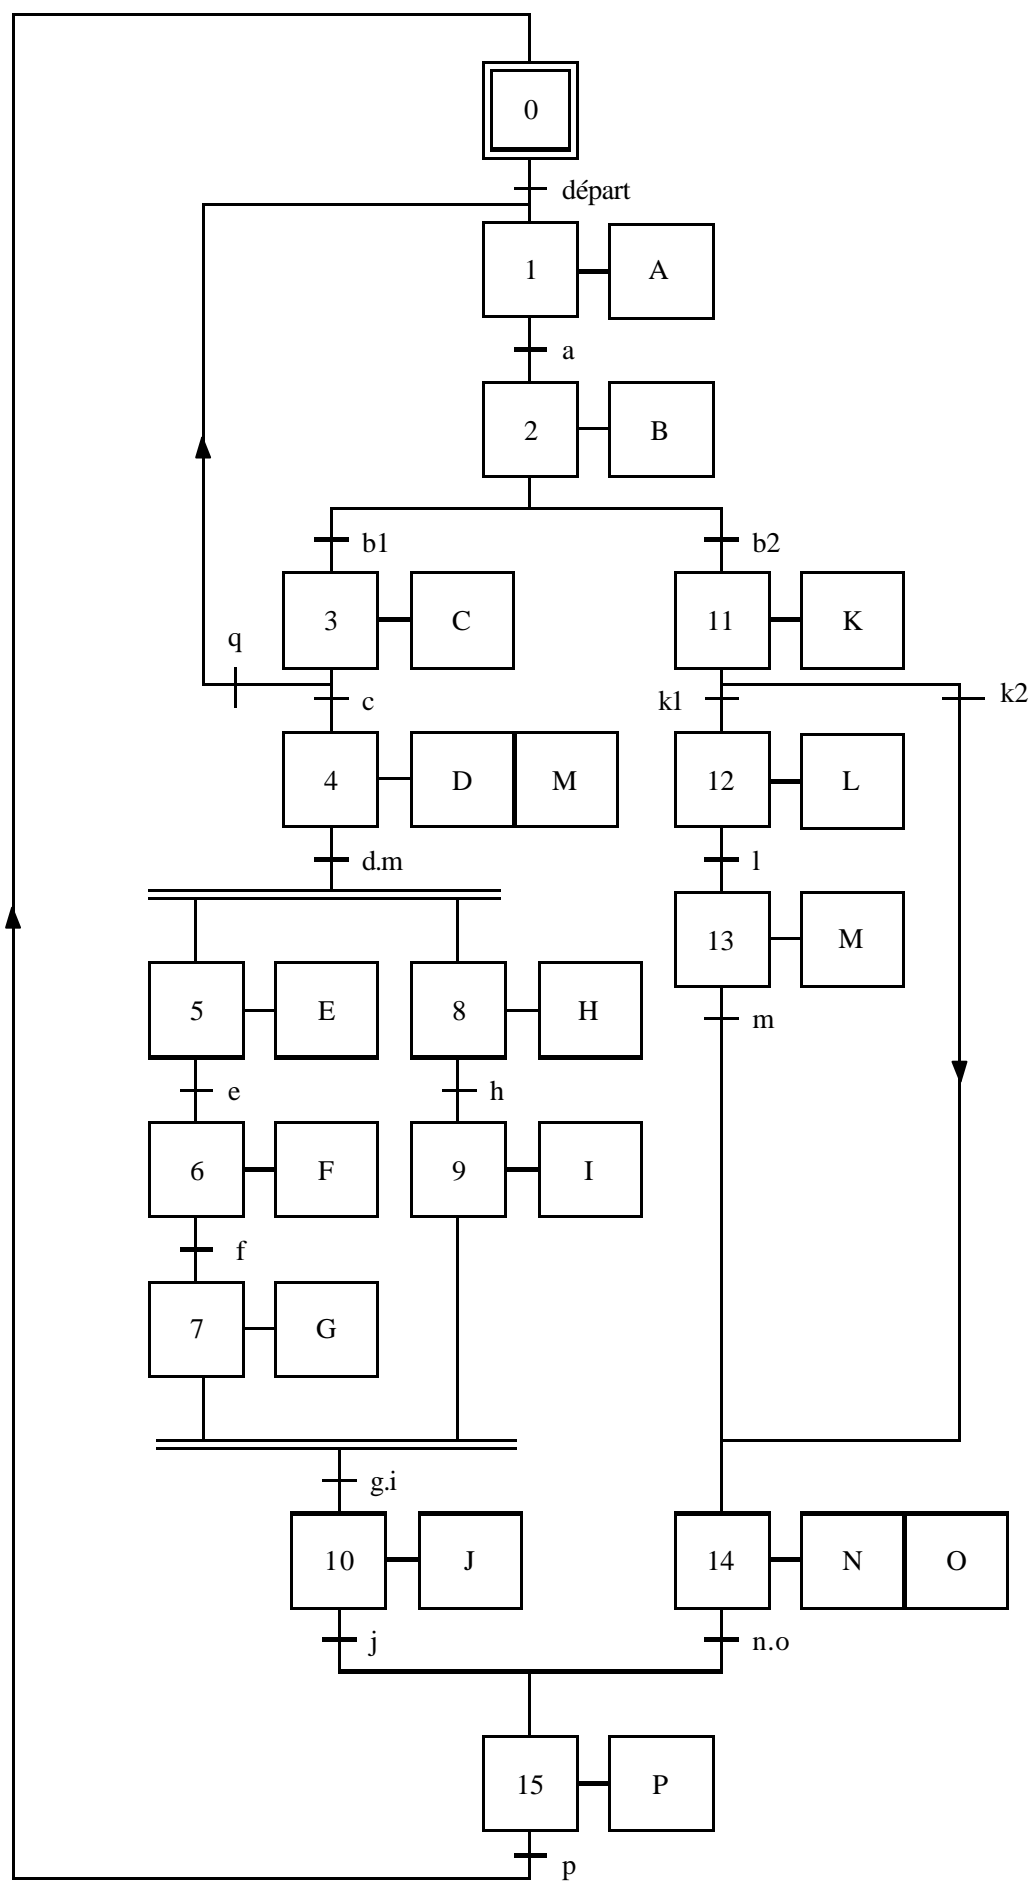 0
départ
1 A
a
2 B
b1 b2
3 C 11 K
q
c k1 k2
4 D M 12 L
d.m l
13 M
5 E 8 H
m
e h
6 F 9 I
f
7 G
g.i
10 J 14 N O
j n.o
15 P
p